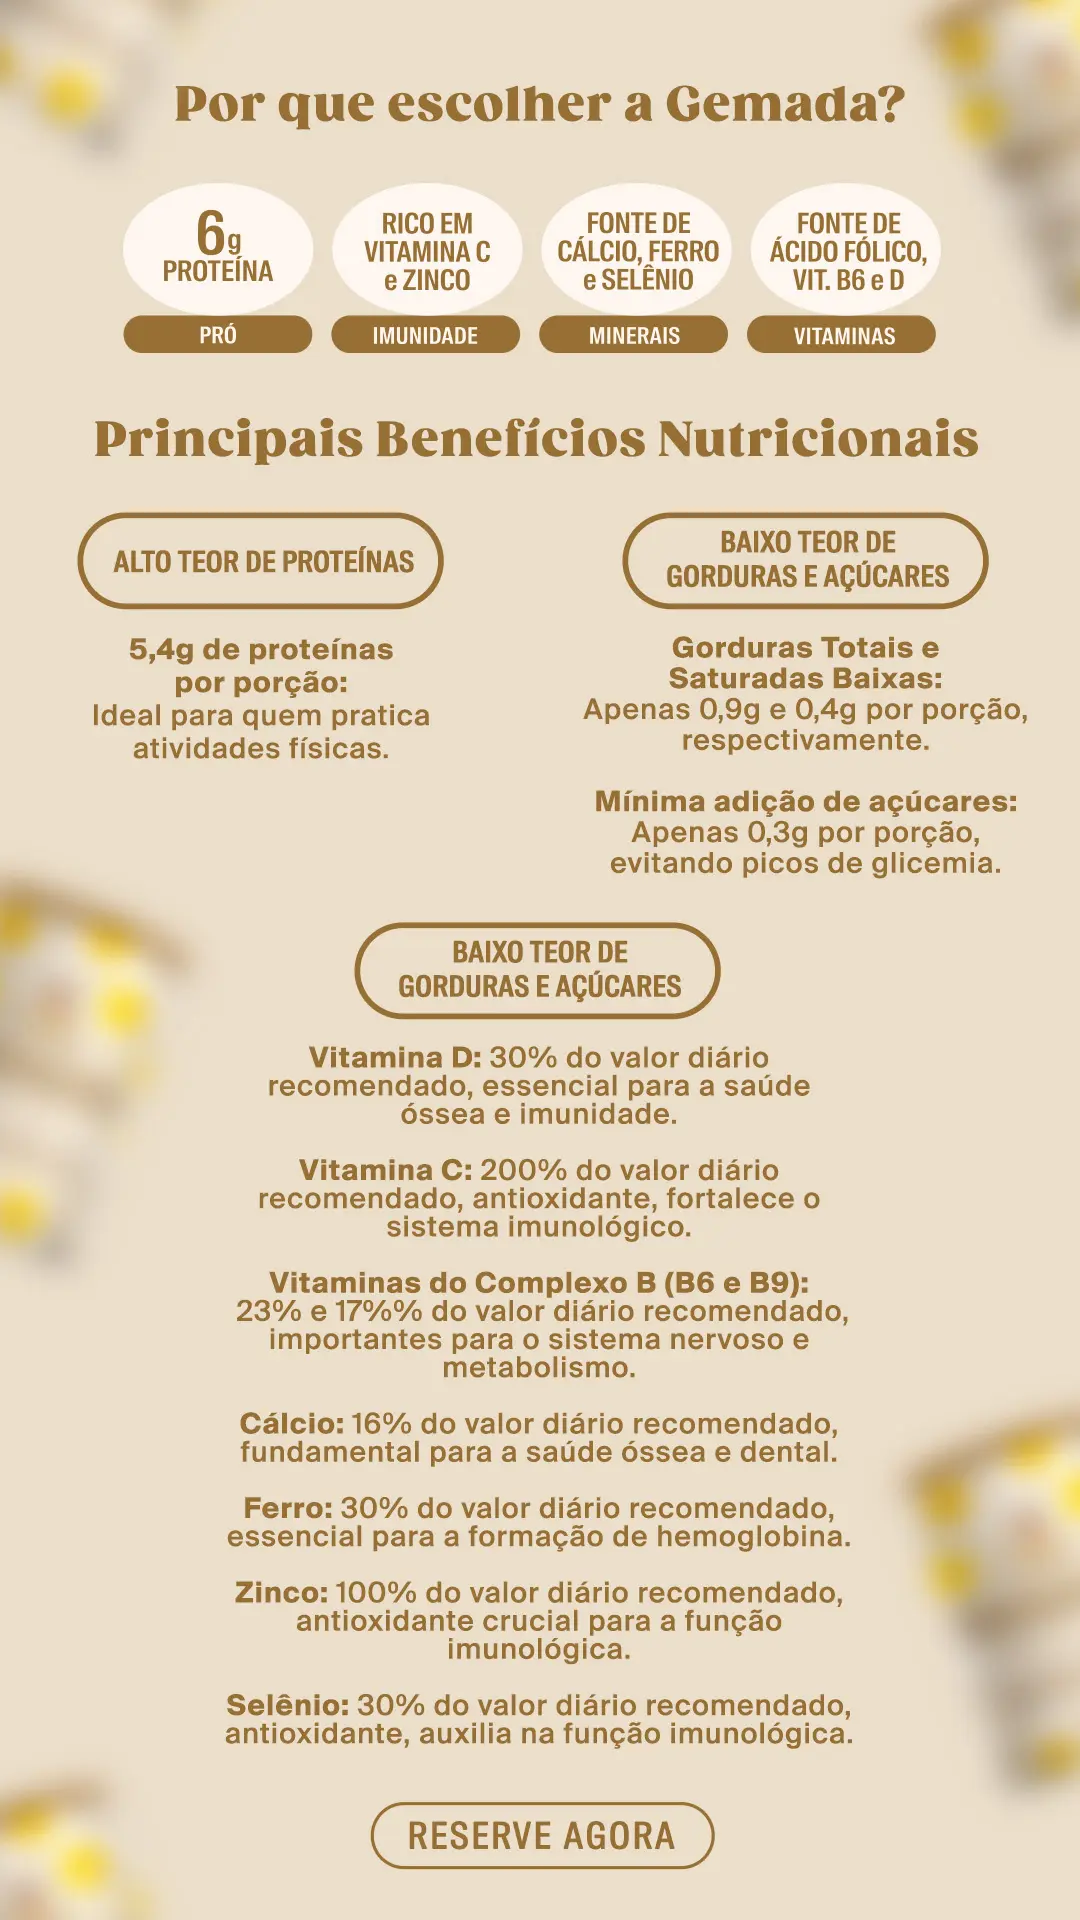 Por que escolher a Gemada?
6g
PROTEÍNA
PRÓ
RICO EM
VITAMINA C
e ZINCO
IMUNIDADE
FONTE DE
CÁLCIO, FERRO
e SELÊNIO
MINERAIS
FONTE DE
ÁCIDO FÓLICO,
VIT. B6 e D
VITAMINAS
Principais Benefícios Nutricionais
ALTO TEOR DE PROTEÍNAS
5,4g de proteínas
por porção:
Ideal para quem pratica
atividades físicas.
BAIXO TEOR DE
GORDURAS E AÇÚCARES
Gorduras Totais e
Saturadas Baixas:
Apenas 0,9g e 0,4g por porção,
respectivamente.
Mínima adição de açúcares:
Apenas 0,3g por porção,
evitando picos de glicemia.
BAIXO TEOR DE
GORDURAS E AÇÚCARES
Vitamina D: 30% do valor diário
recomendado, essencial para a saúde
óssea e imunidade.
Vitamina C: 200% do valor diário
recomendado, antioxidante, fortalece o
sistema imunológico.
Vitaminas do Complexo B (B6 e B9):
23% e 17%% do valor diário recomendado,
importantes para o sistema nervoso e
metabolismo.
Cálcio: 16% do valor diário recomendado,
fundamental para a saúde óssea e dental.
Ferro: 30% do valor diário recomendado,
essencial para a formação de hemoglobina.
Zinco: 100% do valor diário recomendado,
antioxidante crucial para a função
imunológica.
Selênio: 30% do valor diário recomendado,
antioxidante, auxilia na função imunológica.
RESERVE AGORA